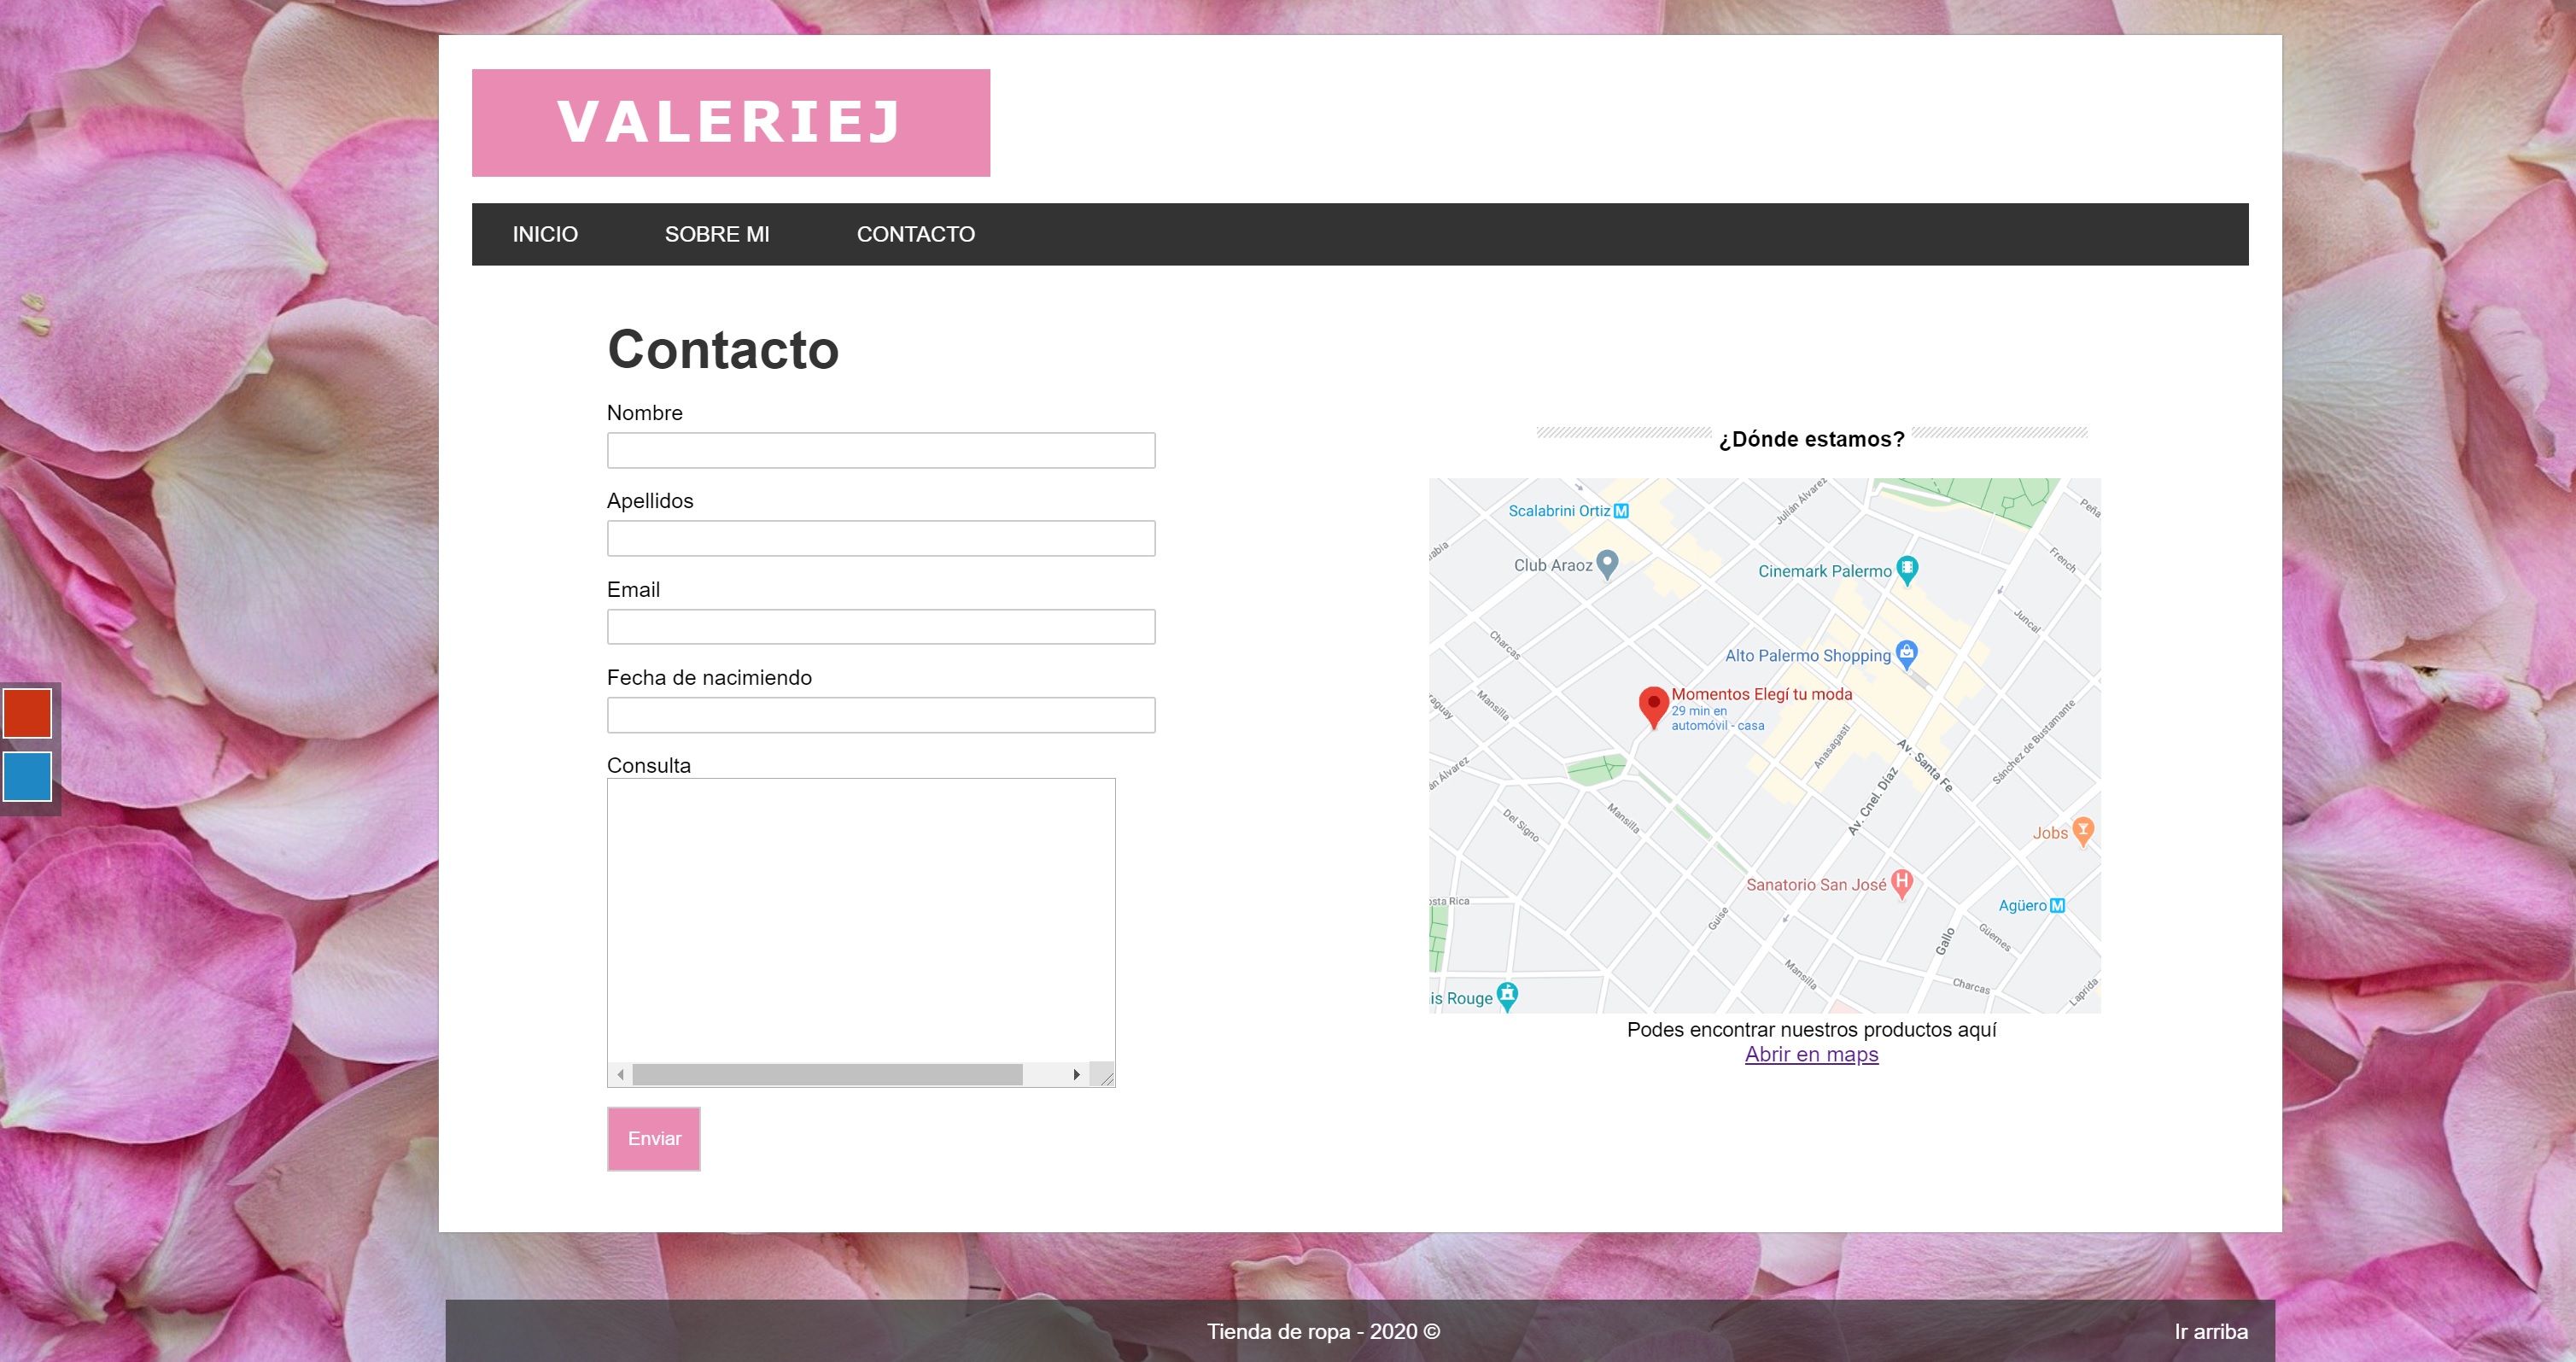 VALERIEJ
INICIO
SOBRE MI
CONTACTO
Contacto
Nombre
Apellidos
Email
Fecha de nacimiendo
Consulta
Enviar
¿Dónde estamos?
Scalabrini Ortiz M
Julián Álvarez
Peña
Club Araoz
Cinemark Palermo
French
Juncal
Charcas
Alto Palermo Shopping
Momentos Elegí tu moda
29 min en
automóvil - casa
Mansilla
Anasagasti
Av. Santa Fe
Sánchez de Bustamante
Av. Cnel. Díaz
Del Signo
Mansilla
Jobs
Sanatorio San José H
osta Rica
Guise
Agüero M
Gallo
Güemes
Mansilla
Charcas
Laprida
is Rouge
Podes encontrar nuestros productos aquí
Abrir en maps
Tienda de ropa - 2020 ©
Ir arriba